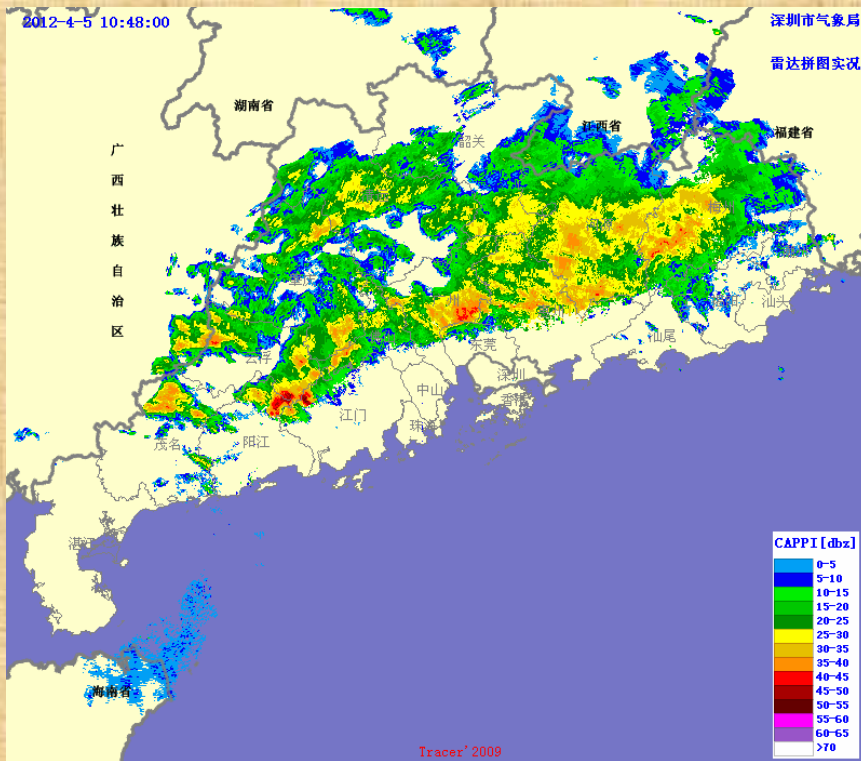 2012-4-5 10:48:00
深圳市气象局
雷达拼图实况
湖南省
江西省
福建省
韶关
广
西
壮
族
自
治
区
肇庆
云浮
东莞
深圳
香港
中山
珠海
江门
阳江
茂名
湛江
汕尾
汕头
海南省
CAPPI[dbz]
0-5
5-10
10-15
15-20
20-25
25-30
30-35
35-40
40-45
45-50
50-55
55-60
60-65
>70
Tracer'2009